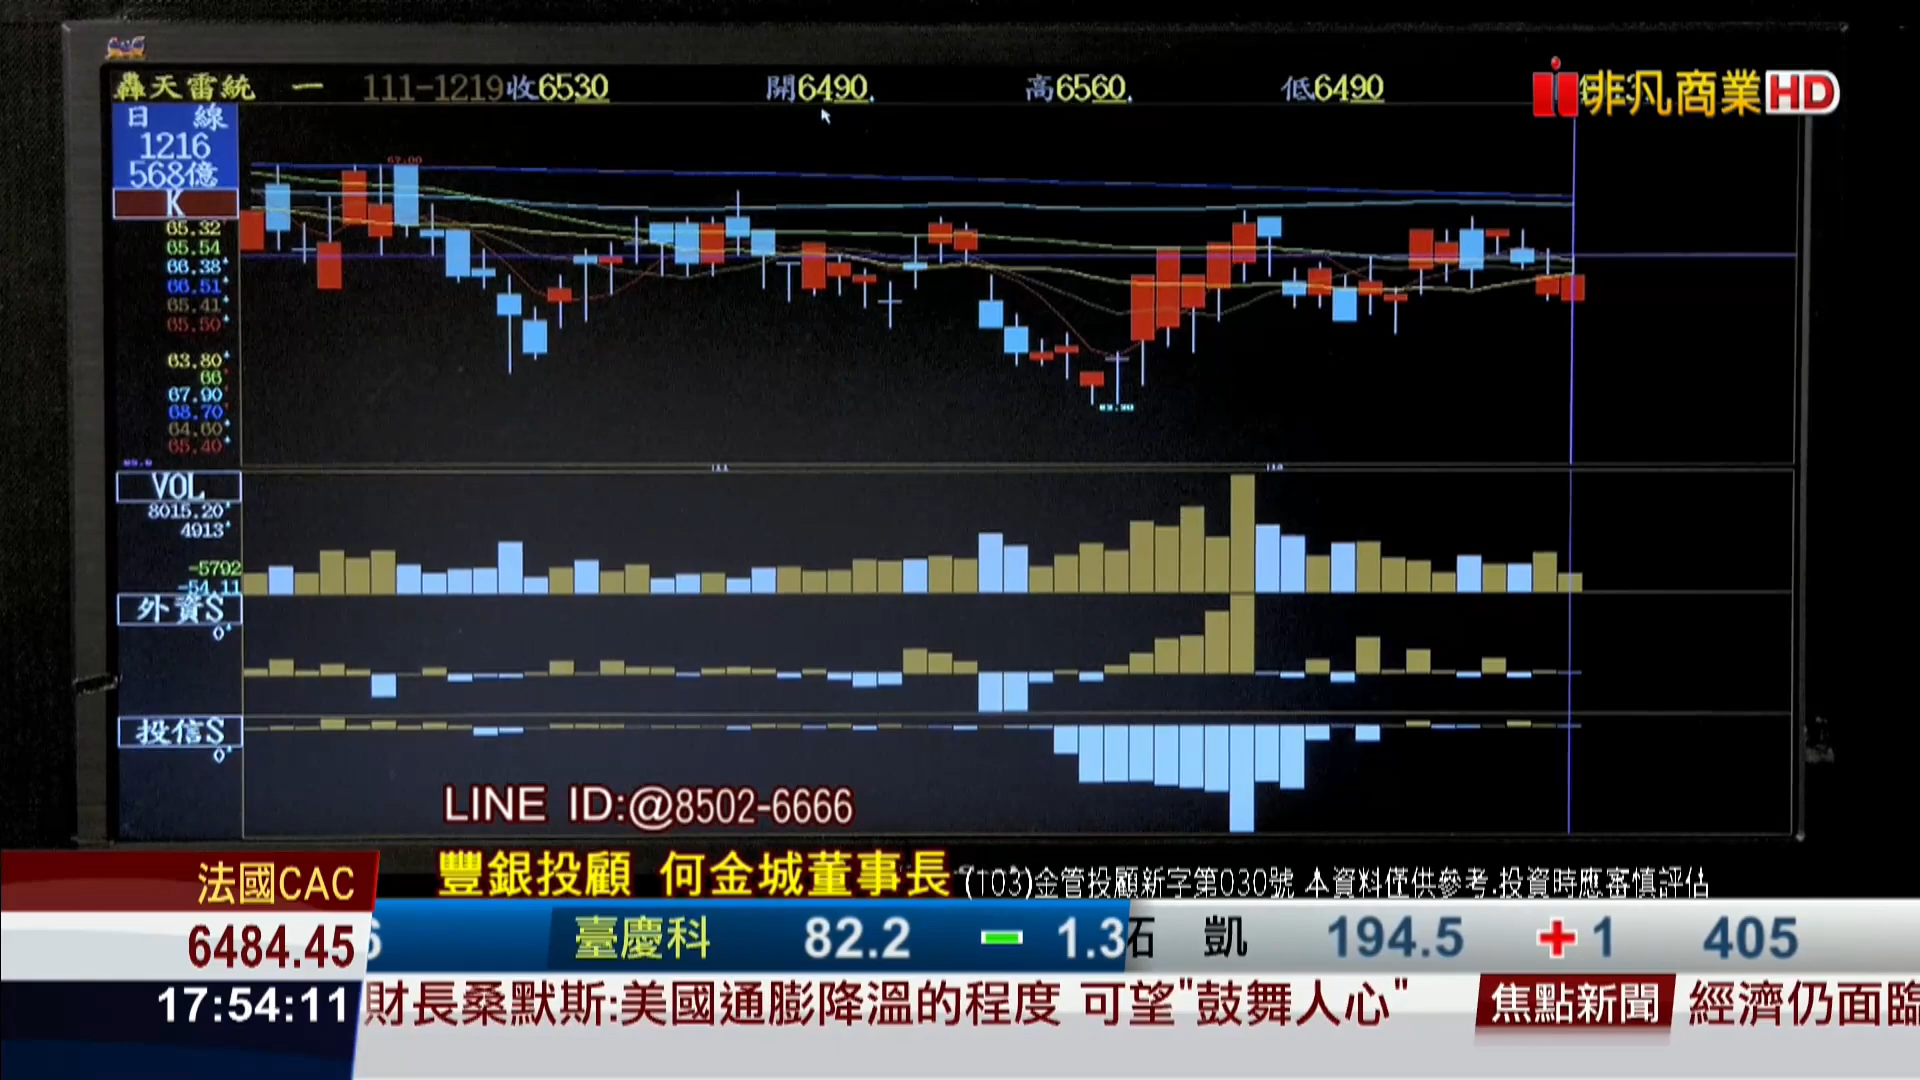 轟天雷統 一 111-1219收6530 開6490. 高6560. 低6490
非凡商業HD
日 線
1216
568億
K
67.00
65.32
65.54
66.38
66.51
65.41
65.50
63.80
66
67.90
68.70
64.60
65.40
11
12
VOL
8015.20
4913
-5702
-54.11
外資S
0
投信S
0
LINE ID:@8502-6666
豐銀投顧 何金城董事長 (103)金管投顧新字第030號 本資料僅供參考.投資時應審慎評估
法國CAC
6484.45
6 臺慶科 82.2 1.3 石 凱 194.5 1 405
17:54:11
財長桑默斯:美國通膨降溫的程度 可望"鼓舞人心" 焦點新聞 經濟仍面臨